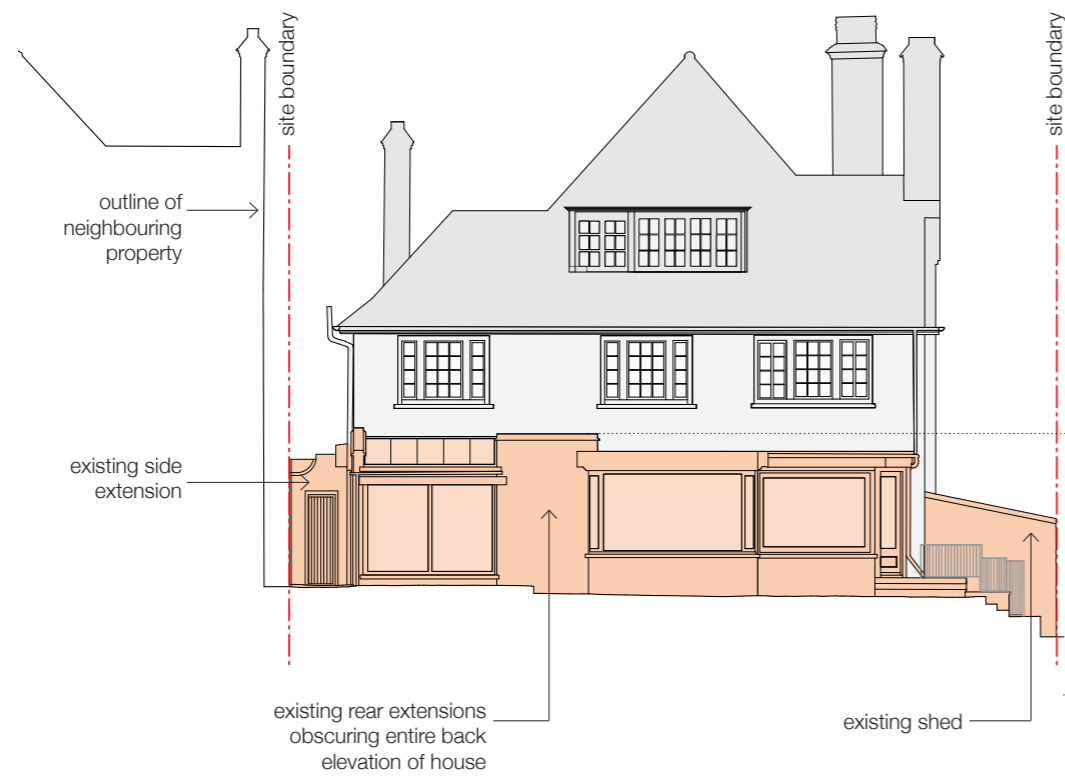 site boundary
site boundary
outline of
neighbouring
property
existing side
extension
existing rear extensions
obscuring entire back
elevation of house
existing shed